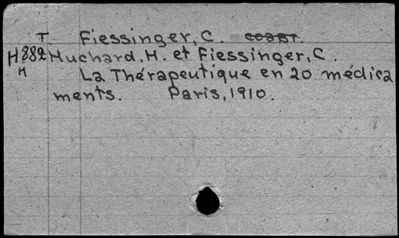 T Fiessinger, C.
H882 Huchard, H. et Fiessinger, C.
H La Thérapeutique en 20 médica
ments. Paris, 1910.